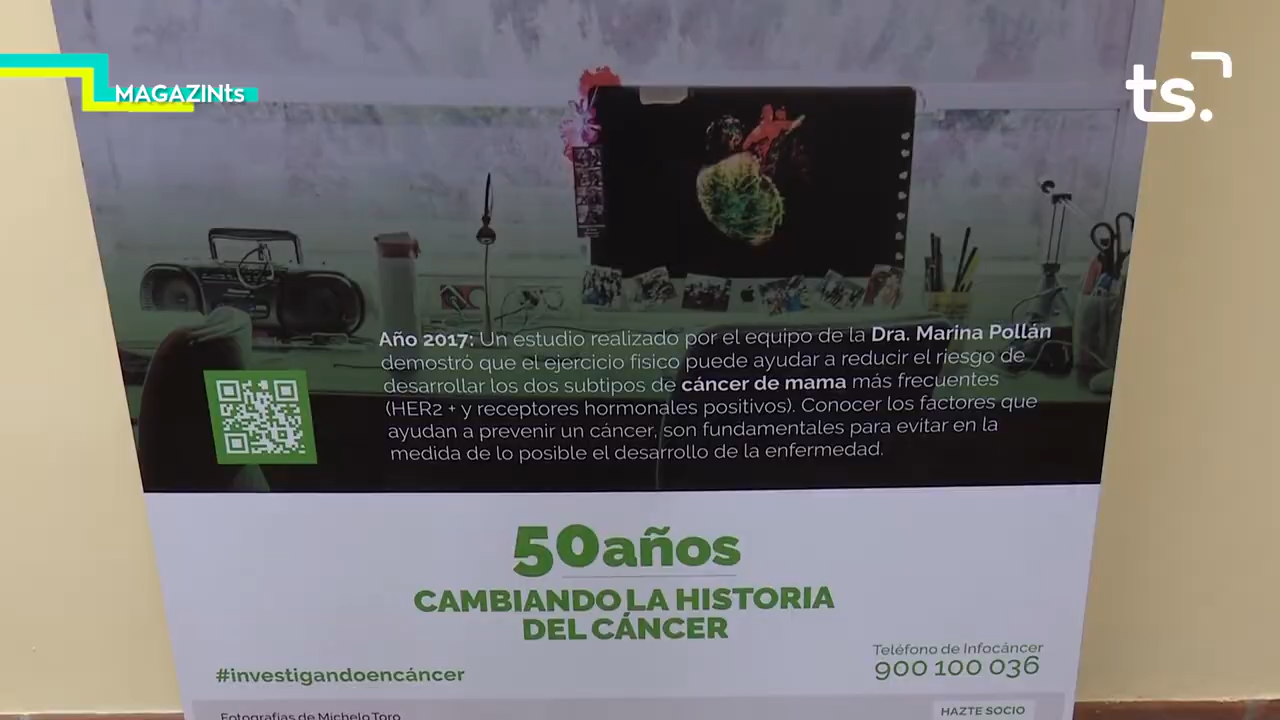 MAGAZINts
ts.
Año 2017: Un estudio realizado por el equipo de la Dra. Marina Pollán
demostró que el ejercicio físico puede ayudar a reducir el riesgo de
desarrollar los dos subtipos de cáncer de mama más frecuentes
(HER2 + y receptores hormonales positivos). Conocer los factores que
ayudan a prevenir un cáncer, son fundamentales para evitar en la
medida de lo posible el desarrollo de la enfermedad.
50años
CAMBIANDO LA HISTORIA
DEL CÁNCER
#investigandoencáncer
Teléfono de Infocáncer
900 100 036
Fotografías de Michelo Toro
HAZTE SOCIO